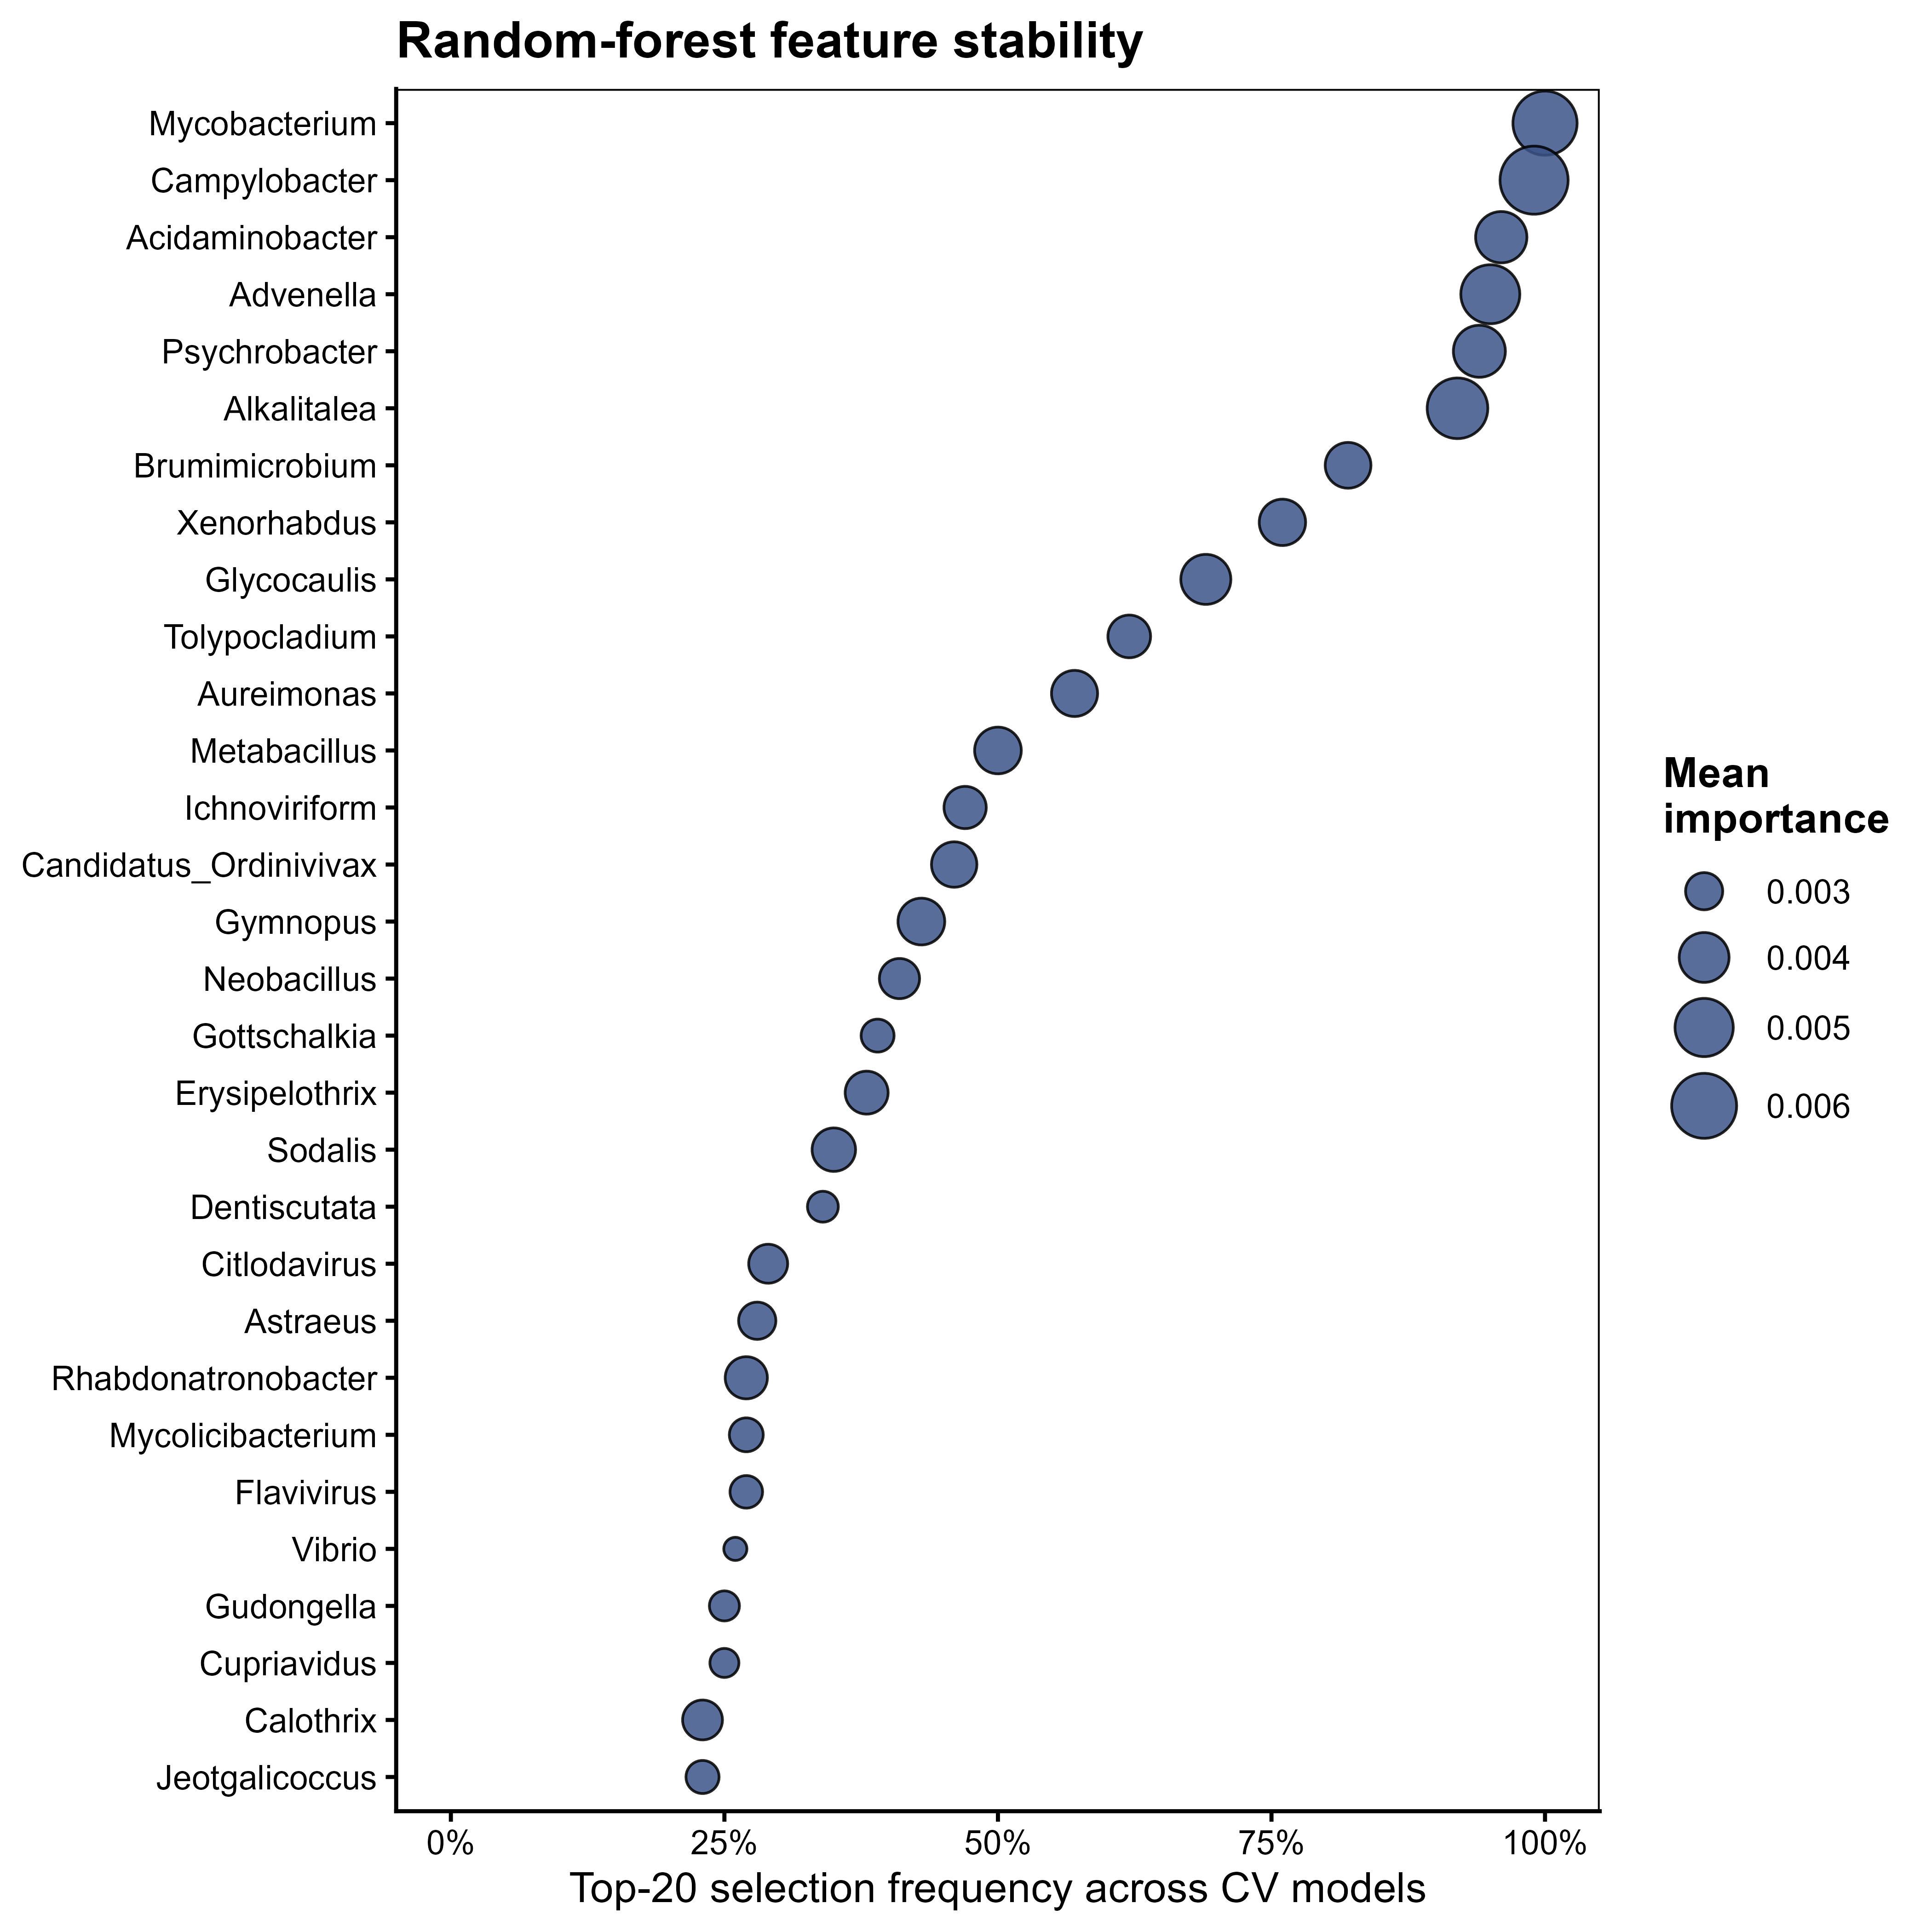 Random-forest feature stability
Mycobacterium
Campylobacter
Acidaminobacter
Advenella
Psychrobacter
Alkalitalea
Brumimicrobium
Xenorhabdus
Glycocaulis
Tolypocladium
Aureimonas
Metabacillus
Ichnoviriform
Candidatus_Ordinivivax
Gymnopus
Neobacillus
Gottschalkia
Erysipelothrix
Sodalis
Dentiscutata
Citlodavirus
Astraeus
Rhabdonatronobacter
Mycolicibacterium
Flavivirus
Vibrio
Gudongella
Cupriavidus
Calothrix
Jeotgalicoccus
0% 25% 50% 75% 100%
Top-20 selection frequency across CV models
Mean
importance
0.003
0.004
0.005
0.006